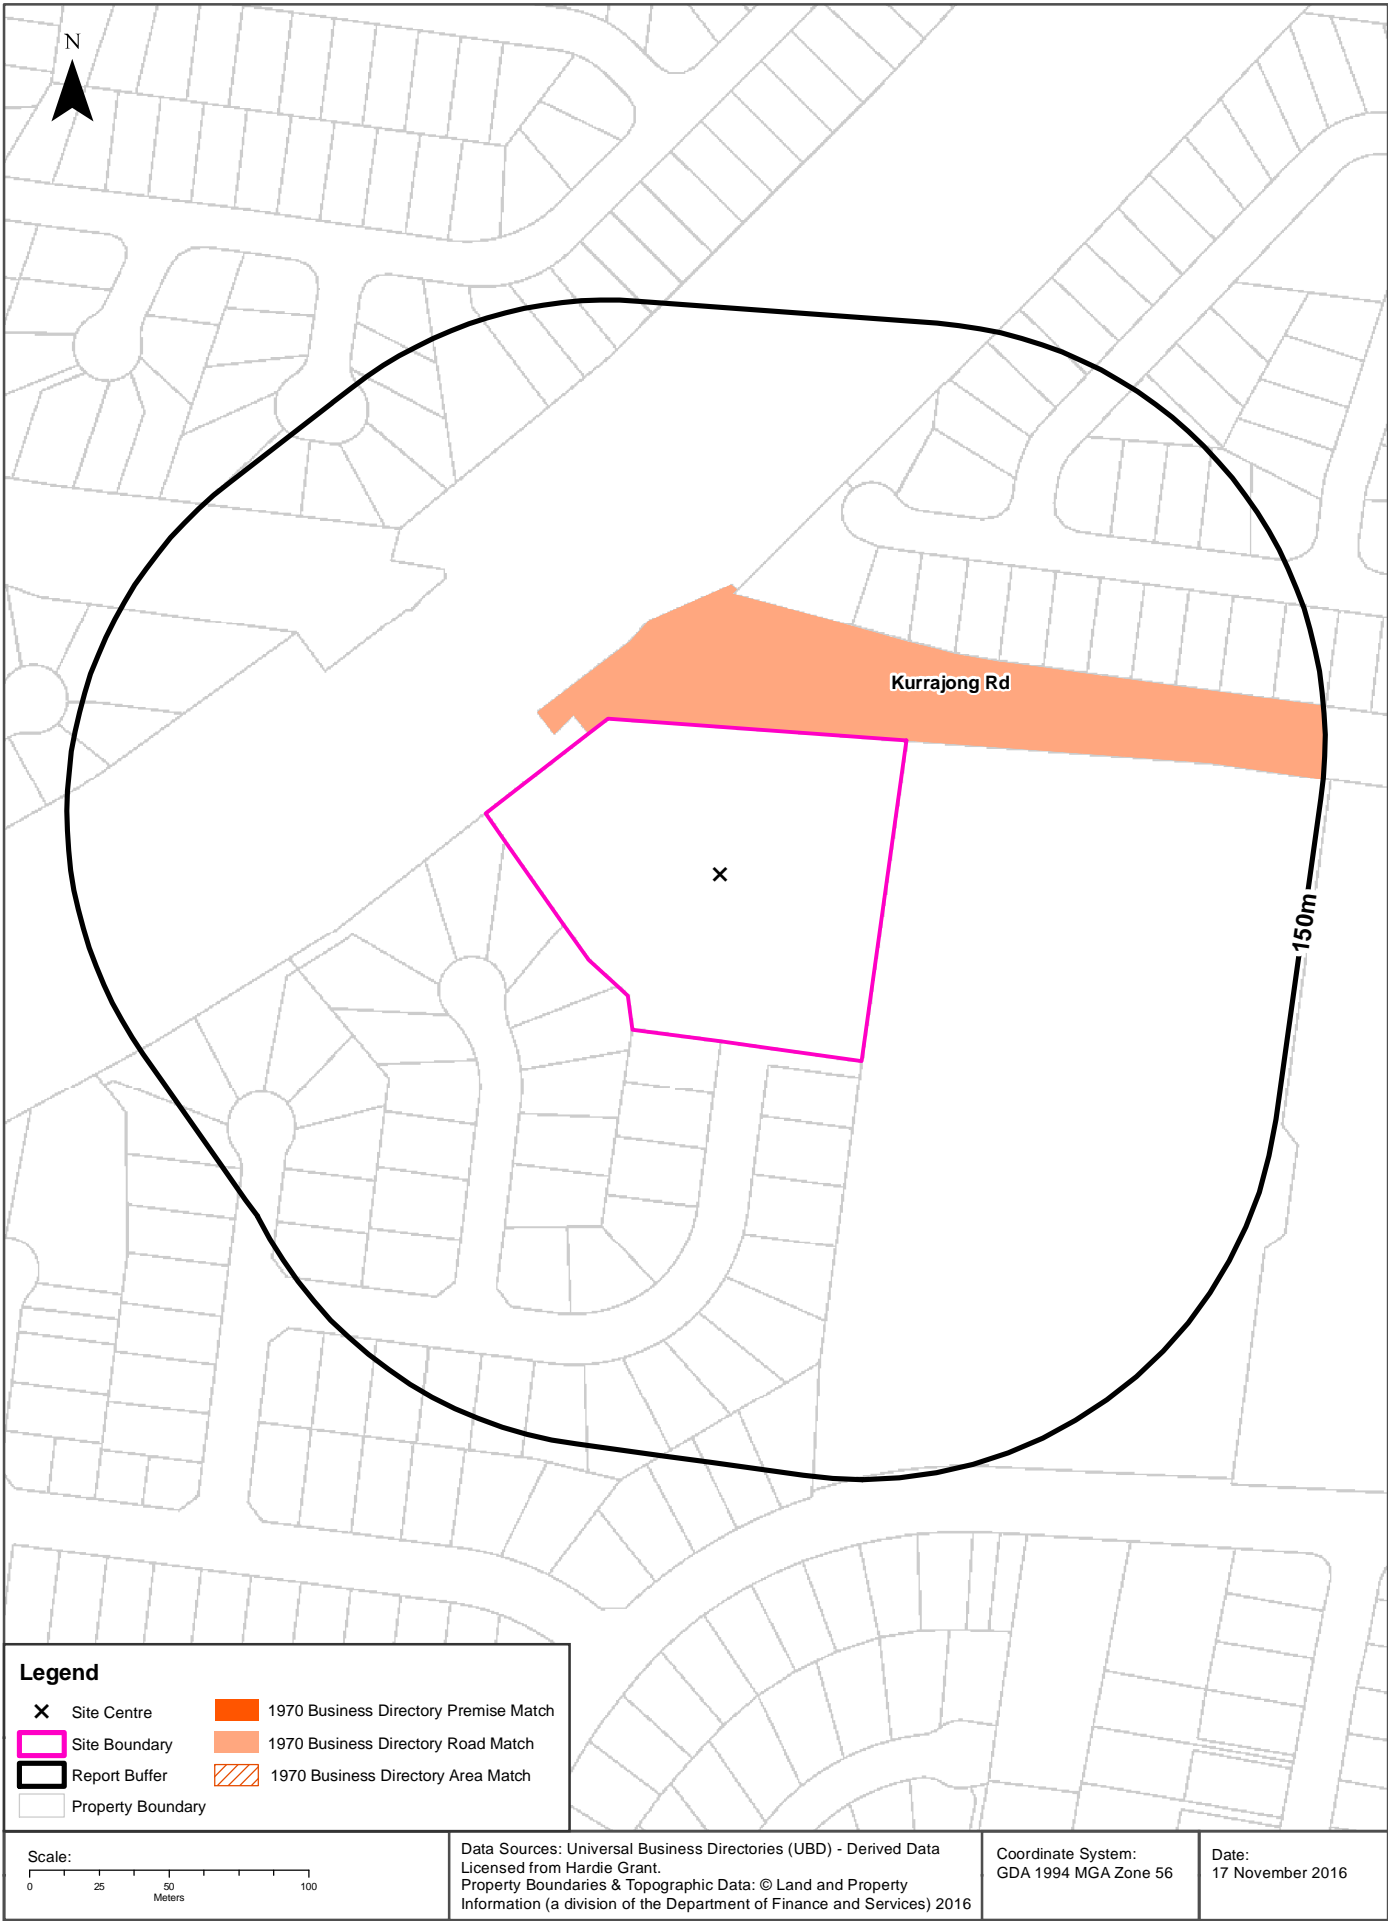 N
Kurrajong Rd
150m
Legend
Site Centre
1970 Business Directory Premise Match
Site Boundary
1970 Business Directory Road Match
Report Buffer
1970 Business Directory Area Match
Property Boundary
Scale:
0 25 50 100
Meters
Data Sources: Universal Business Directories (UBD) - Derived Data
Licensed from Hardie Grant.
Property Boundaries & Topographic Data: © Land and Property
Information (a division of the Department of Finance and Services) 2016
Coordinate System:
GDA 1994 MGA Zone 56
Date:
17 November 2016